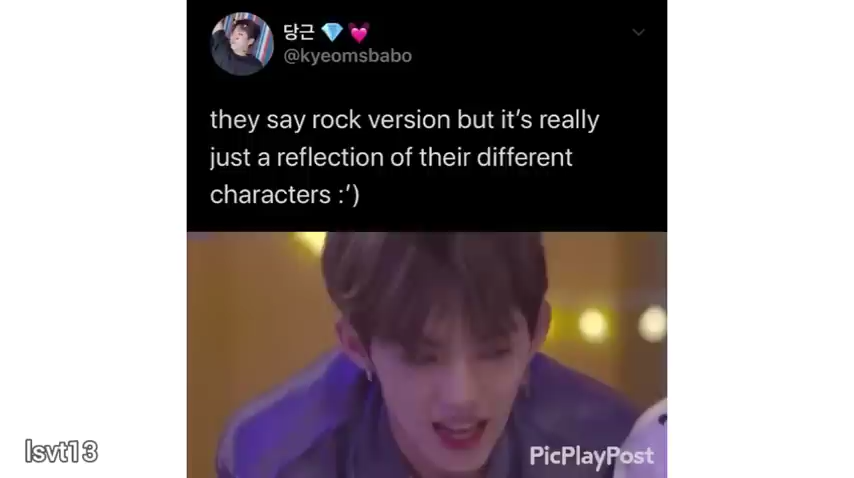 당근 💎💓
@kyeomsbabo
they say rock version but it's really
just a reflection of their different
characters :')
PicPlayPost
lsvt13